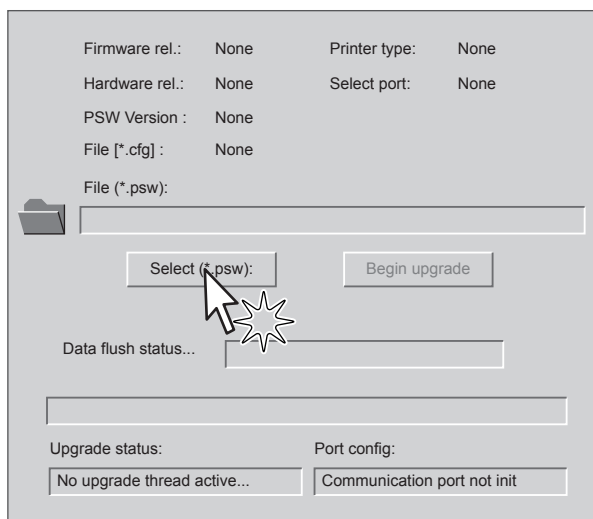 Firmware rel.: None Printer type: None
Hardware rel.: None Select port: None
PSW Version : None
File [*.cfg] : None
File (*.psw):
Select (*.psw): Begin upgrade
Data flush status...
Upgrade status: Port config:
No upgrade thread active... Communication port not init